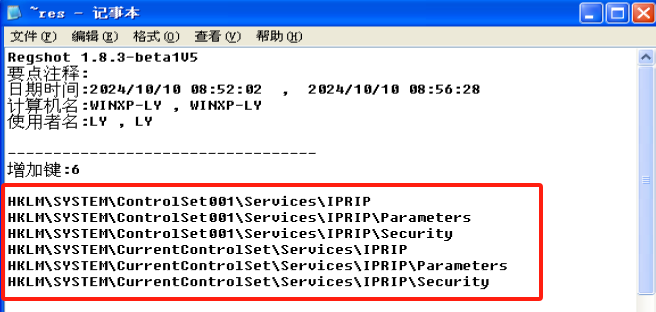 ~res - 记事本
文件(F) 编辑(E) 格式(O) 查看(V) 帮助(H)
Regshot 1.8.3-beta1V5
要点注释:
日期时间:2024/10/10 08:52:02 , 2024/10/10 08:56:28
计算机名:WINXP-LY , WINXP-LY
使用者名:LY , LY
----------------------------------
增加键:6
HKLM\SYSTEM\ControlSet001\Services\IPRIP
HKLM\SYSTEM\ControlSet001\Services\IPRIP\Parameters
HKLM\SYSTEM\ControlSet001\Services\IPRIP\Security
HKLM\SYSTEM\CurrentControlSet\Services\IPRIP
HKLM\SYSTEM\CurrentControlSet\Services\IPRIP\Parameters
HKLM\SYSTEM\CurrentControlSet\Services\IPRIP\Security